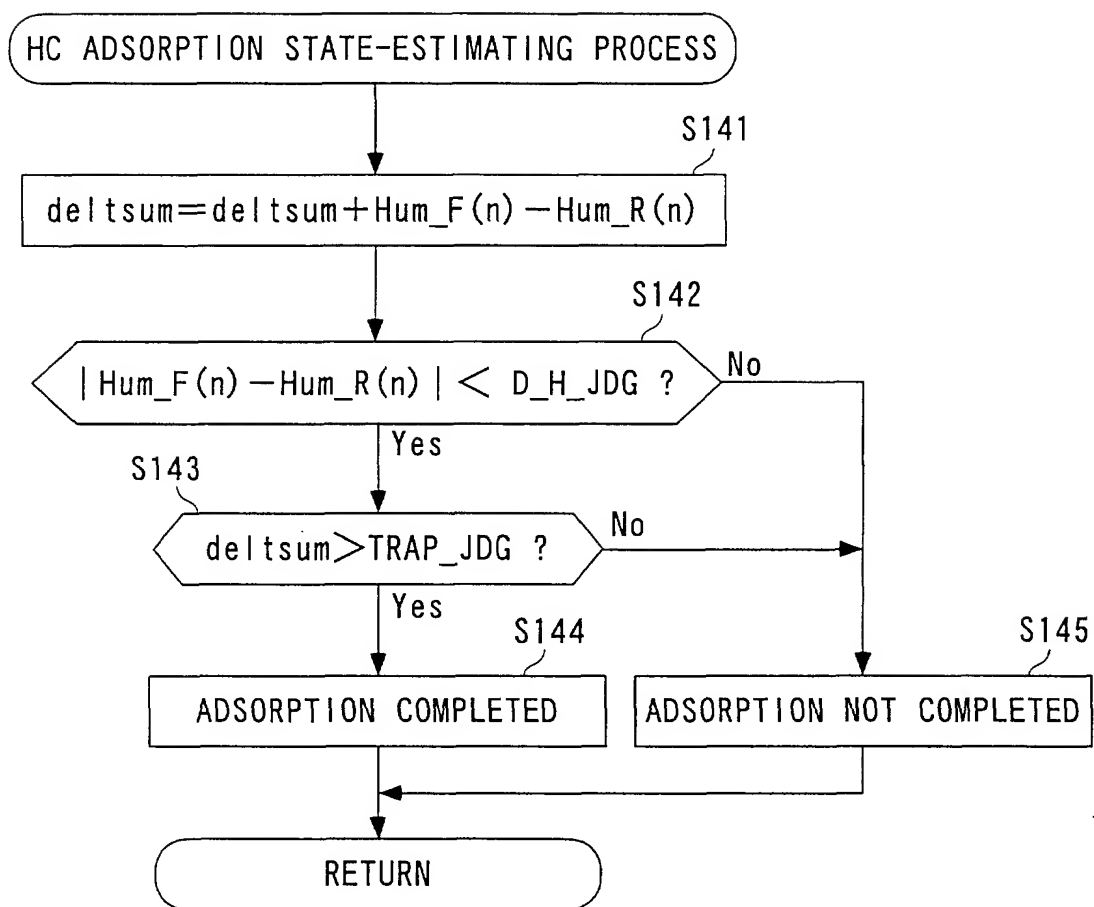 HC ADSORPTION STATE-ESTIMATING PROCESS
S141
deltsum=deltsum+Hum_F(n)-Hum_R(n)
S142
|Hum_F(n)-Hum_R(n)| < D_H_JDG ?
No
Yes
S143
deltsum>TRAP_JDG ?
No
Yes
S144
S145
ADSORPTION COMPLETED
ADSORPTION NOT COMPLETED
RETURN